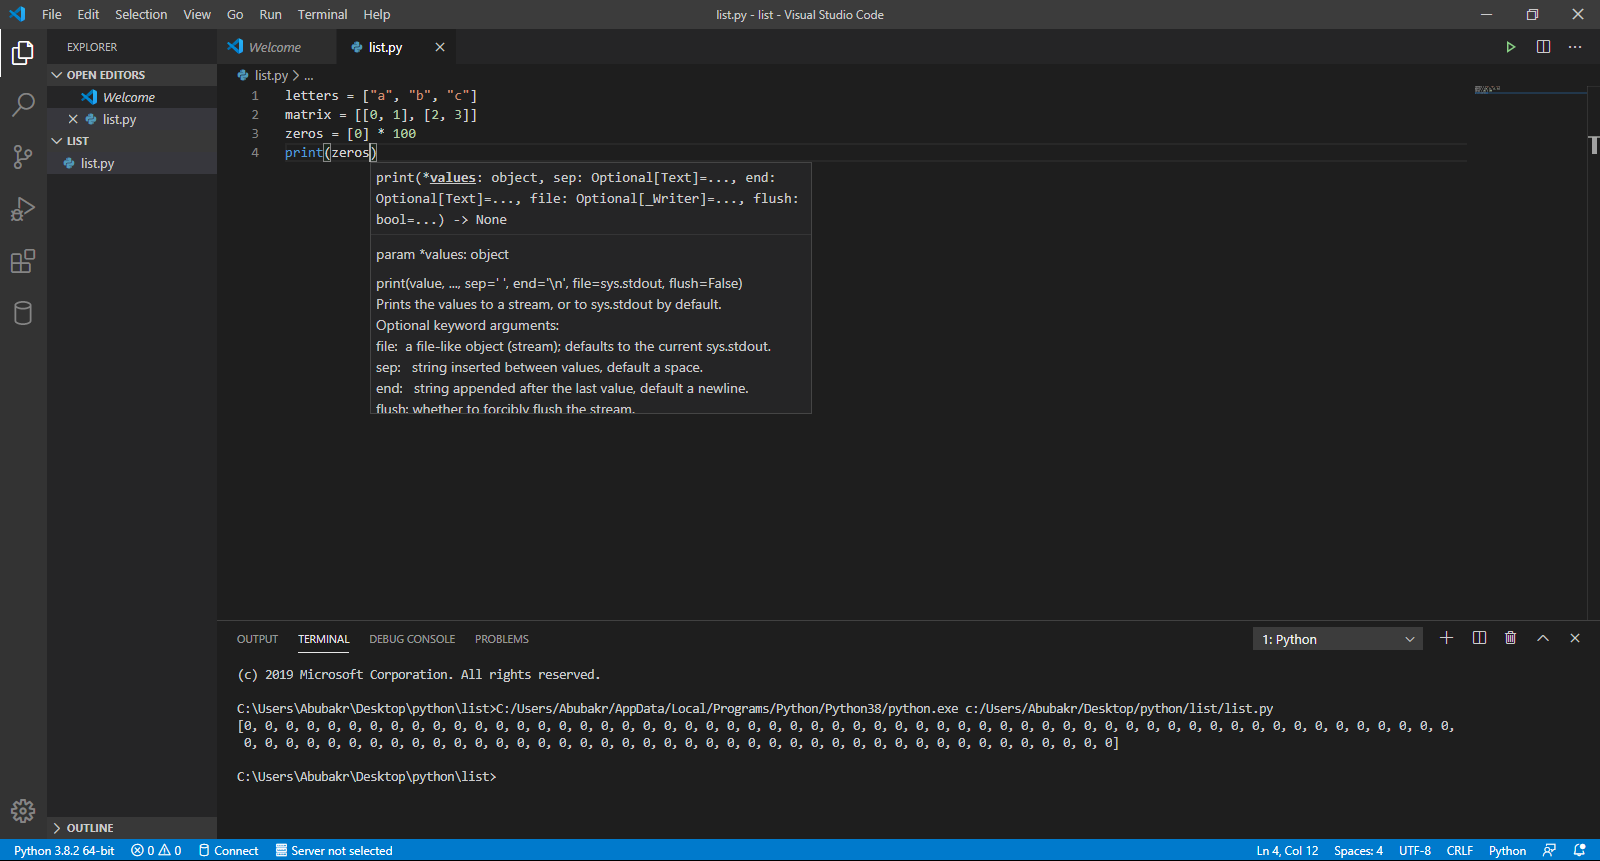 File Edit Selection View Go Run Terminal Help
list.py - list - Visual Studio Code
EXPLORER
OPEN EDITORS
Welcome
list.py
LIST
list.py
OUTLINE
Welcome
list.py
list.py > ...
1 letters = ["a", "b", "c"]
2 matrix = [[0, 1], [2, 3]]
3 zeros = [0] * 100
4 print(zeros)
print(*values: object, sep: Optional[Text]=..., end:
Optional[Text]=..., file: Optional[_Writer]=..., flush:
bool=...) -> None
param *values: object
print(value, ..., sep=' ', end='\n', file=sys.stdout, flush=False)
Prints the values to a stream, or to sys.stdout by default.
Optional keyword arguments:
file: a file-like object (stream); defaults to the current sys.stdout.
sep: string inserted between values, default a space.
end: string appended after the last value, default a newline.
flush: whether to forcibly flush the stream.
OUTPUT TERMINAL DEBUG CONSOLE PROBLEMS
1: Python
(c) 2019 Microsoft Corporation. All rights reserved.
C:\Users\Abubakr\Desktop\python\list>C:/Users/Abubakr/AppData/Local/Programs/Python/Python38/python.exe c:/Users/Abubakr/Desktop/python/list/list.py
[0, 0, 0, 0, 0, 0, 0, 0, 0, 0, 0, 0, 0, 0, 0, 0, 0, 0, 0, 0, 0, 0, 0, 0, 0, 0, 0, 0, 0, 0, 0, 0, 0, 0, 0, 0, 0, 0, 0, 0, 0, 0, 0, 0, 0, 0, 0, 0, 0, 0, 0, 0, 0, 0, 0, 0, 0, 0,
0, 0, 0, 0, 0, 0, 0, 0, 0, 0, 0, 0, 0, 0, 0, 0, 0, 0, 0, 0, 0, 0, 0, 0, 0, 0, 0, 0, 0, 0, 0, 0, 0, 0, 0, 0, 0, 0, 0, 0, 0, 0]
C:\Users\Abubakr\Desktop\python\list>
Python 3.8.2 64-bit 0 0 Connect Server not selected
Ln 4, Col 12 Spaces: 4 UTF-8 CRLF Python